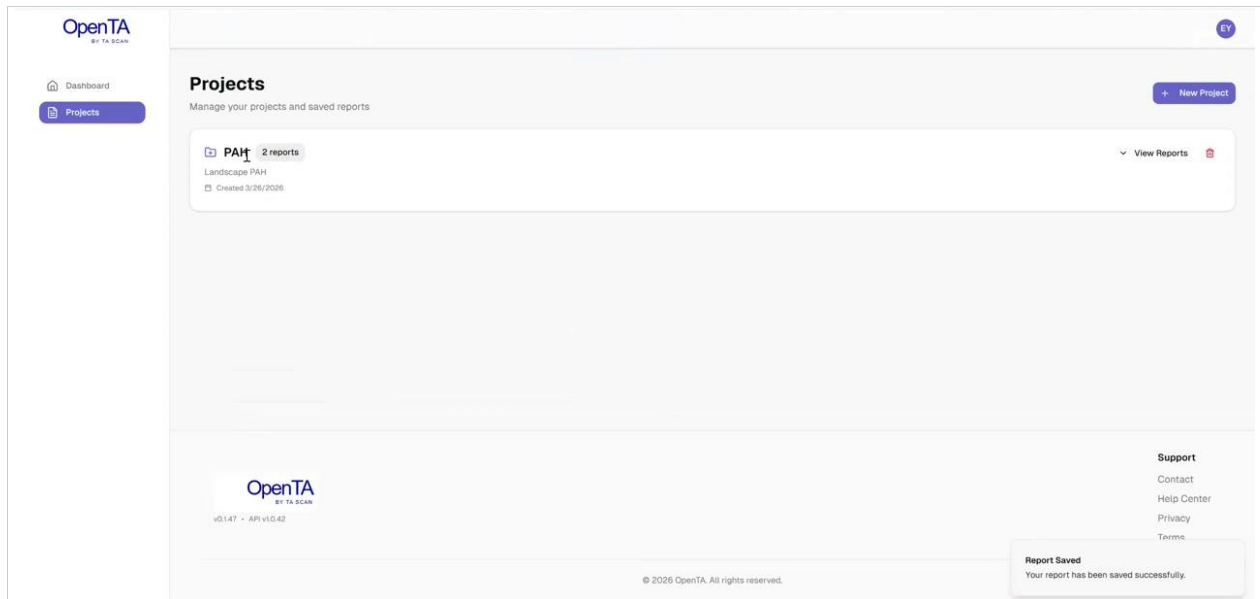 OpenTA
BY TA SCAN
EY
Dashboard
Projects
Projects
Manage your projects and saved reports
+ New Project
PAH 2 reports
View Reports
Landscape PAH
Created 3/26/2026
OpenTA
BY TA SCAN
v0.1.47 • API v1.0.42
Support
Contact
Help Center
Privacy
Terms
Report Saved
Your report has been saved successfully.
© 2026 OpenTA. All rights reserved.